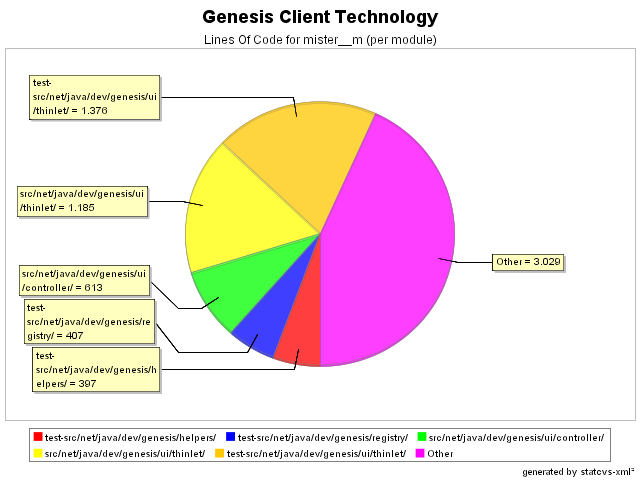 Genesis Client Technology
Lines Of Code for mister__m (per module)
test-
src/net/java/dev/genesis/ui
/thinlet/ = 1.376
src/net/java/dev/genesis/ui
/thinlet/ = 1.185
src/net/java/dev/genesis/ui
/controller/ = 613
test-
src/net/java/dev/genesis/re
gistry/ = 407
test-
src/net/java/dev/genesis/h
elpers/ = 397
Other = 3.029
test-src/net/java/dev/genesis/helpers/ test-src/net/java/dev/genesis/registry/ src/net/java/dev/genesis/ui/controller/
src/net/java/dev/genesis/ui/thinlet/ test-src/net/java/dev/genesis/ui/thinlet/ Other
generated by statcvs-xml²